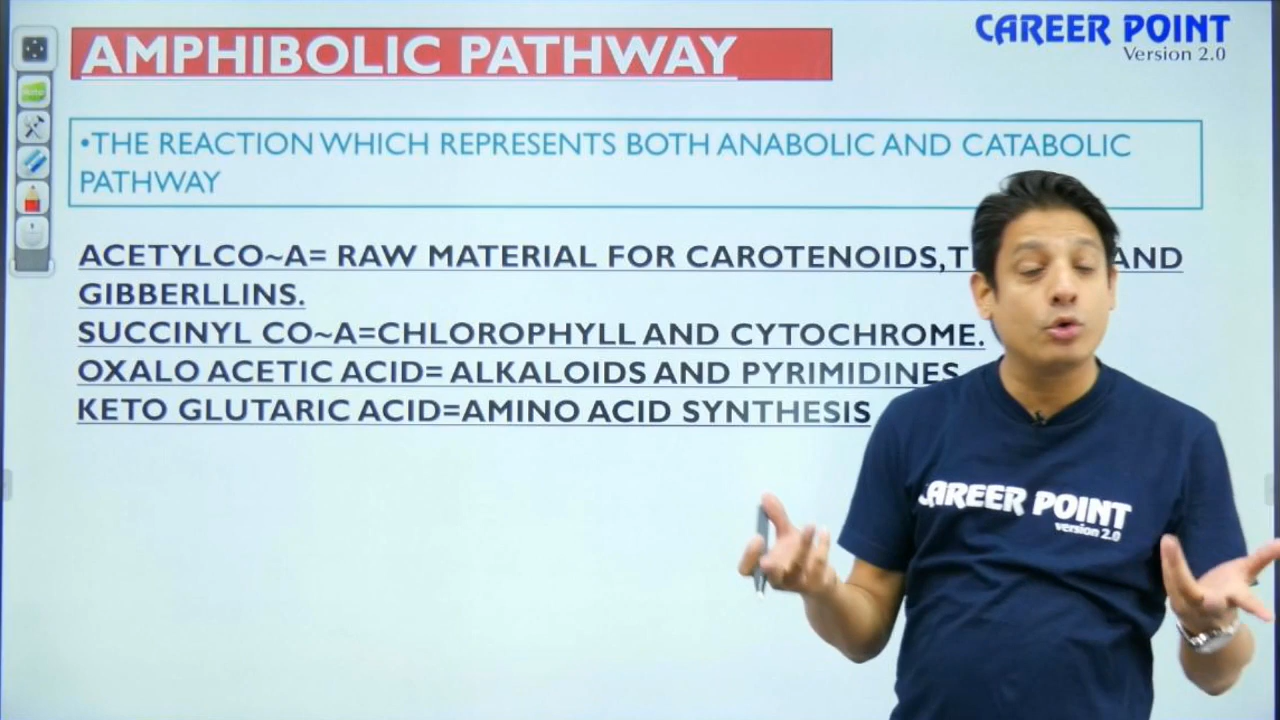 AMPHIBOLIC PATHWAY
CAREER POINT
Version 2.0
•THE REACTION WHICH REPRESENTS BOTH ANABOLIC AND CATABOLIC
PATHWAY
ACETYLCO~A= RAW MATERIAL FOR CAROTENOIDS, AND
GIBBERLLINS.
SUCCINYL CO~A=CHLOROPHYLL AND CYTOCHROME.
OXALO ACETIC ACID= ALKALOIDS AND PYRIMIDINES
KETO GLUTARIC ACID=AMINO ACID SYNTHESIS
CAREER POINT
version 2.0